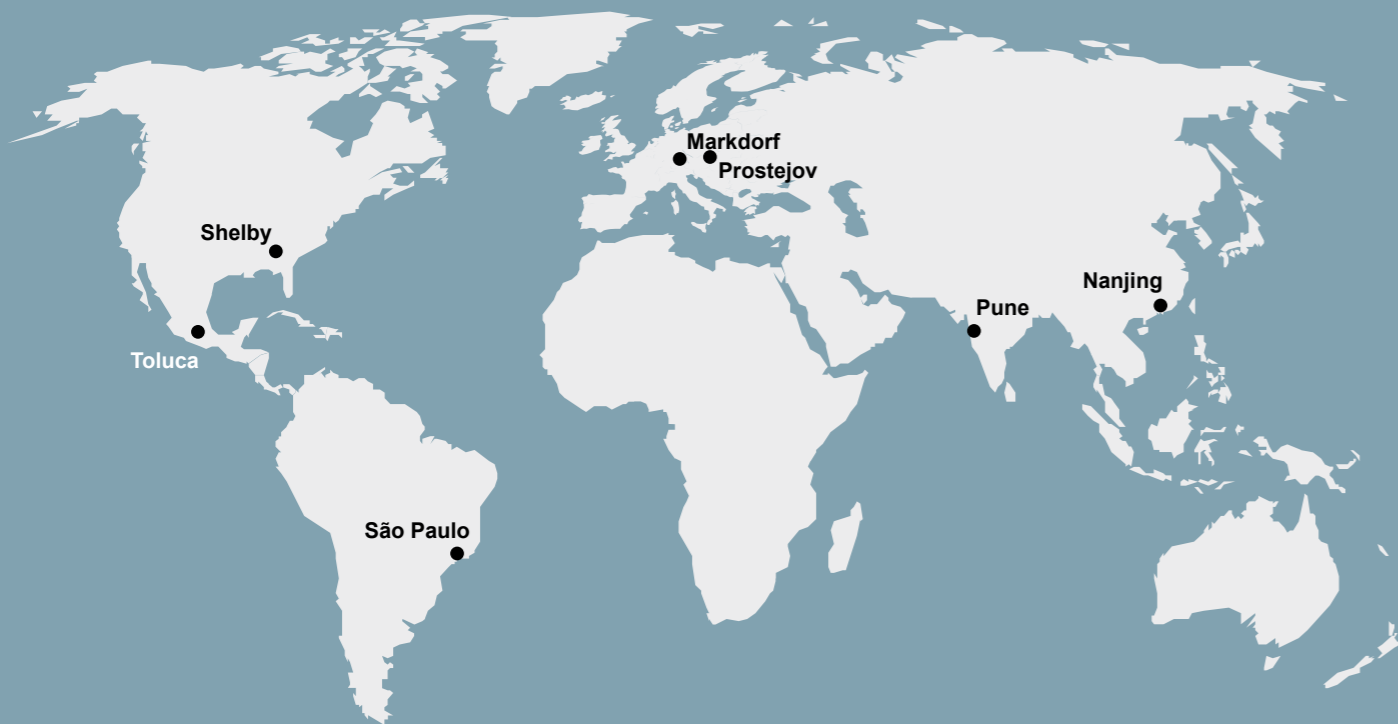 Markdorf
Prostejov
Shelby
Nanjing
Pune
Toluca
São Paulo